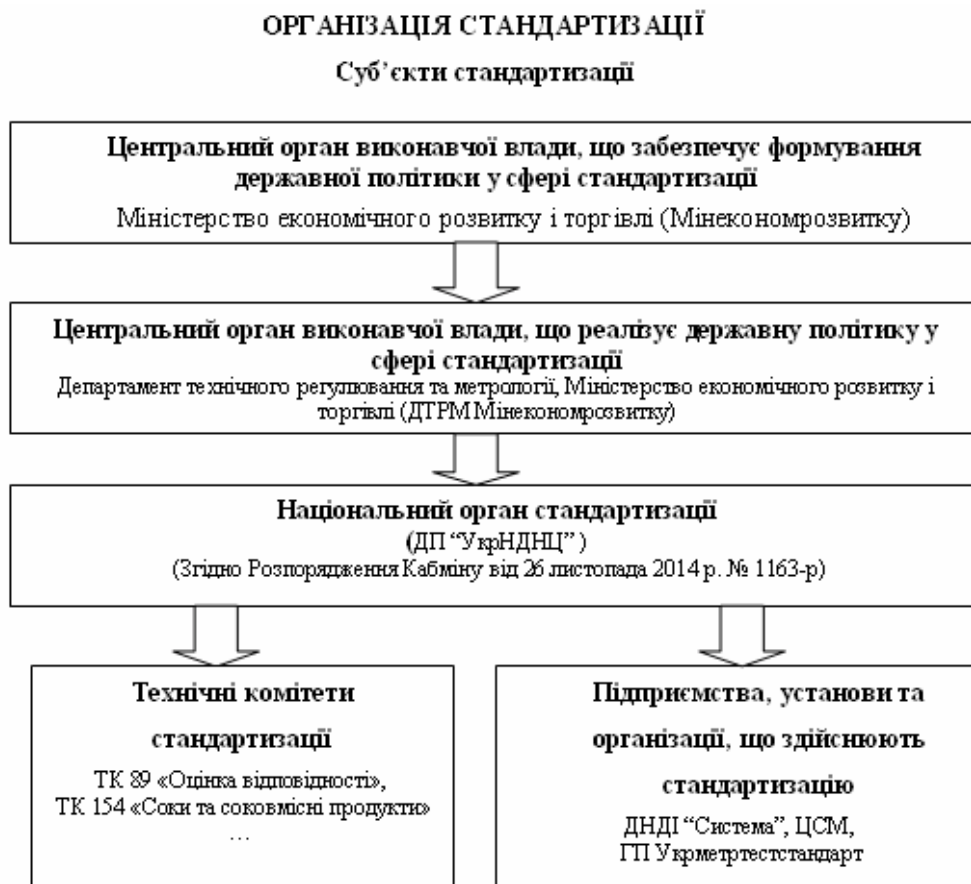 ОРГАНІЗАЦІЯ СТАНДАРТИЗАЦІЇ
Суб’єкти стандартизації
Центральний орган виконавчої влади, що забезпечує формування
державної політики у сфері стандартизації
Міністерство економічного розвитку і торгівлі (Мінекономрозвитку)
Центральний орган виконавчої влади, що реалізує державну політику у
сфері стандартизації
Департамент технічного регулювання та метрології, Міністерство економічного розвитку і
торгівлі (ДТРМ Мінекономрозвитку)
Національний орган стандартизації
(ДП “УкрНДНЦ” )
(Згідно Розпорядження Кабміну від 26 листопада 2014 р. № 1163-р)
Технічні комітети
стандартизації
ТК 89 «Оцінка відповідності»,
ТК 154 «Соки та соковмісні продукти»
…
Підприємства, установи та
організації, що здійснюють
стандартизацію
ДНДІ “Система”, ЦСМ,
ГП Укрметртестстандарт